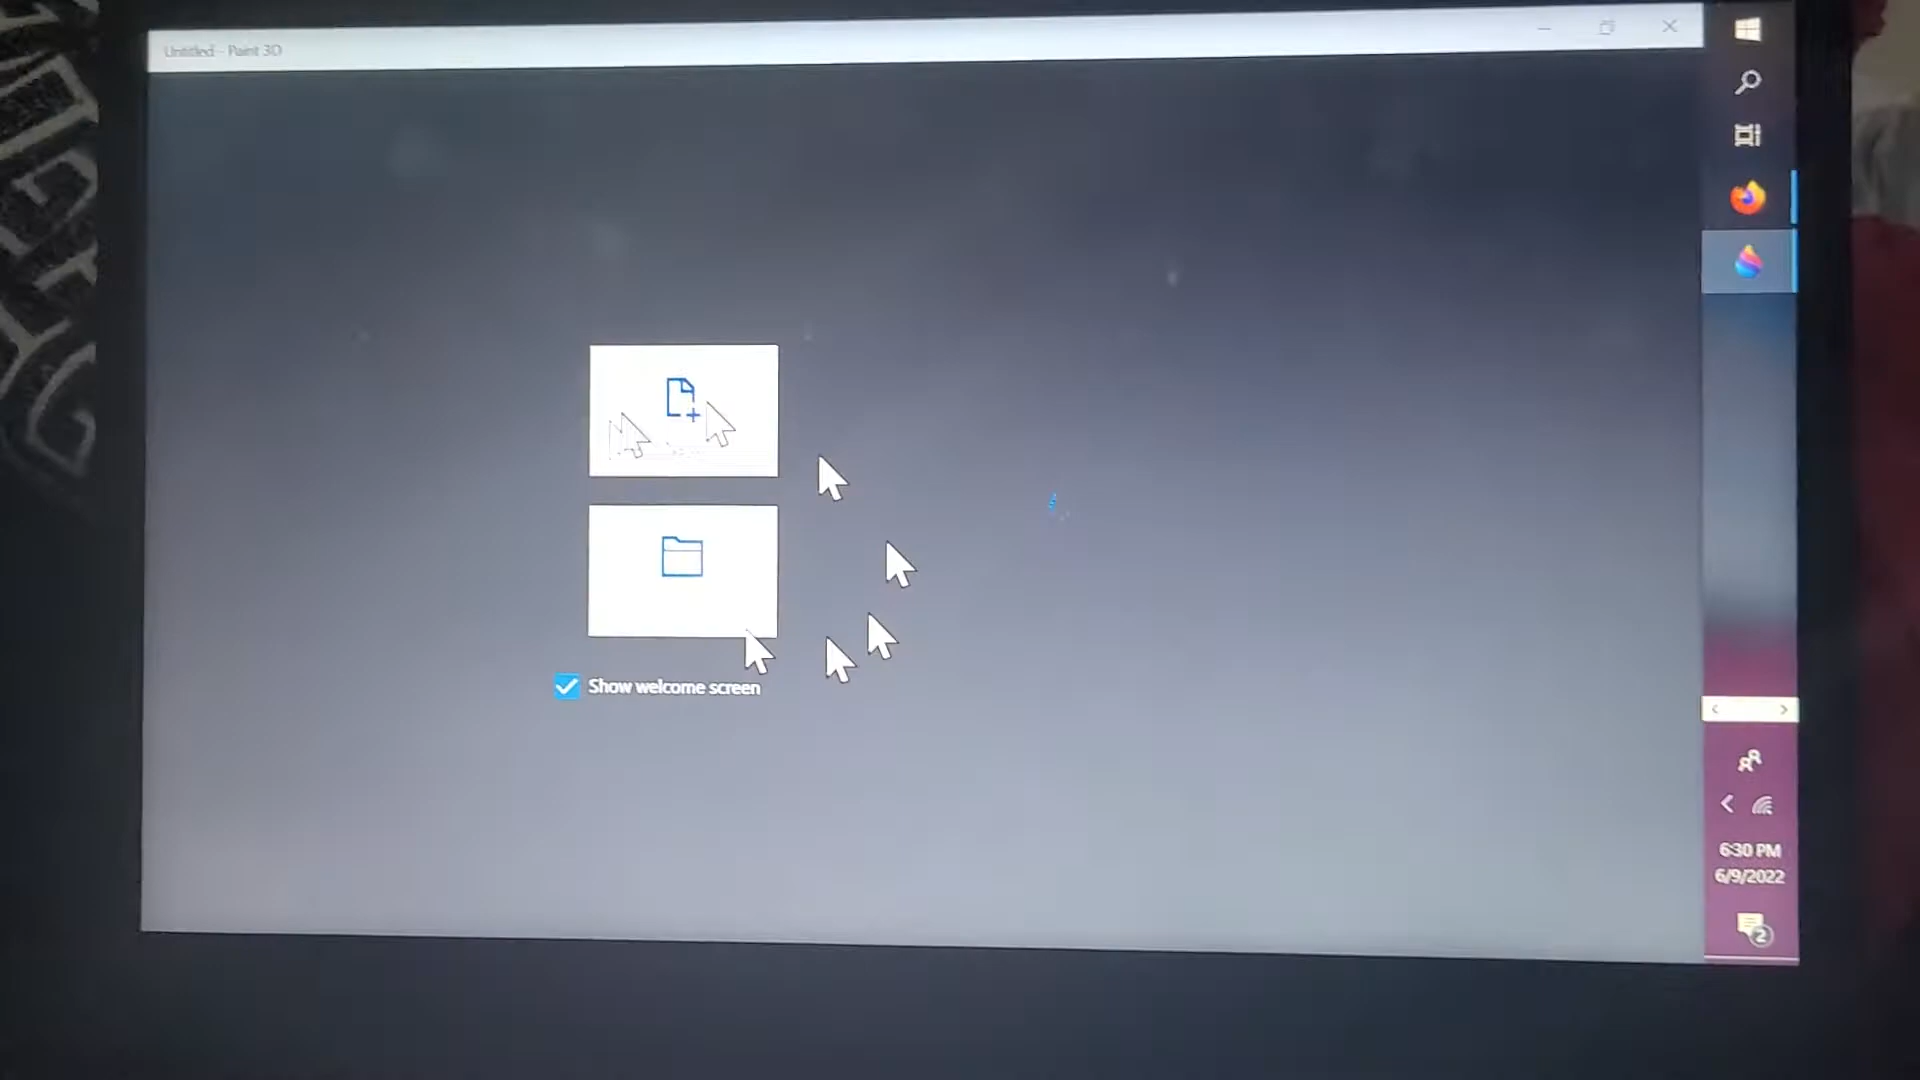 Untitled - Paint 3D
Show welcome screen
6:30 PM
6/9/2022
2